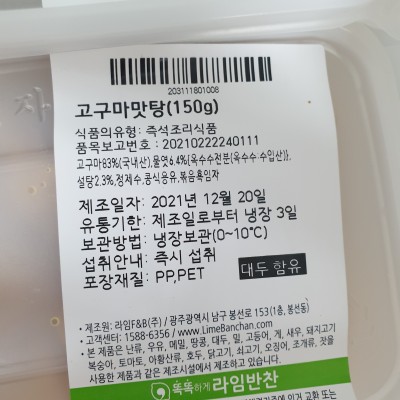 203111801008
고구마맛탕(150g)
식품의유형: 즉석조리식품
품목보고번호 : 20210222240111
고구마83%(국내산),물엿6.4%{옥수수전분(옥수수:수입산)},
설탕2.3%,정제수,콩식용유,볶음흑임자
제조일자: 2021년 12월 20일
유통기한: 제조일로부터 냉장 3일
보관방법: 냉장보관(0~10℃)
섭취안내: 즉시 섭취
포장재질: PP,PET
대두 함유
• 제조원: 라임F&B(주) / 광주광역시 남구 봉선로 153(1층, 봉선동)
• 고객센터: 1588-6356 / www.LimeBanchan.com
• 본 제품은 난류, 우유, 메밀, 땅콩, 대두, 밀, 고등어, 게, 새우, 돼지고기
복숭아, 토마토, 아황산류, 호두, 닭고기, 쇠고기, 오징어, 조개류, 잣을
사용한 제품과 같은 제조시설에서 제조
똑똑하게 라임반찬